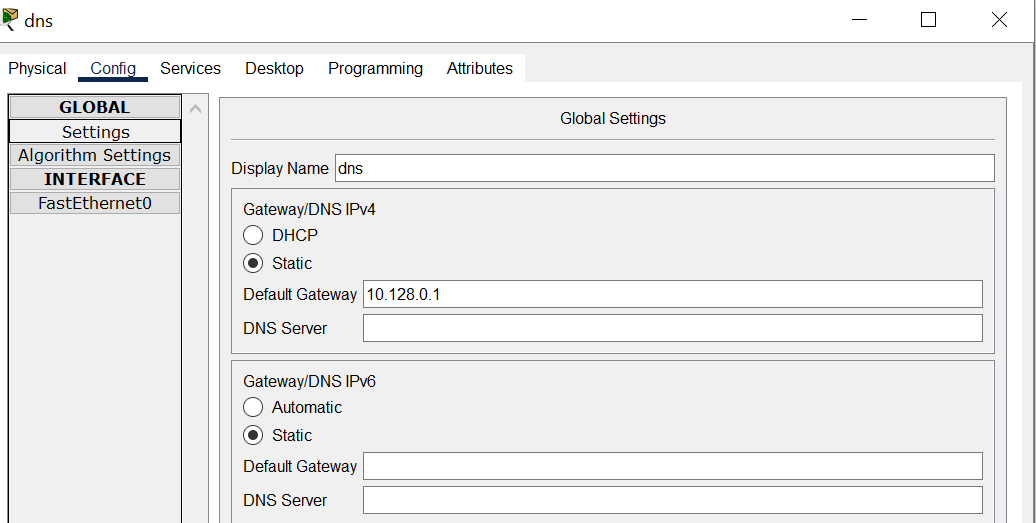 dns
Physical Config Services Desktop Programming Attributes
GLOBAL
Settings
Algorithm Settings
INTERFACE
FastEthernet0
Global Settings
Display Name dns
Gateway/DNS IPv4
DHCP
Static
Default Gateway 10.128.0.1
DNS Server
Gateway/DNS IPv6
Automatic
Static
Default Gateway
DNS Server